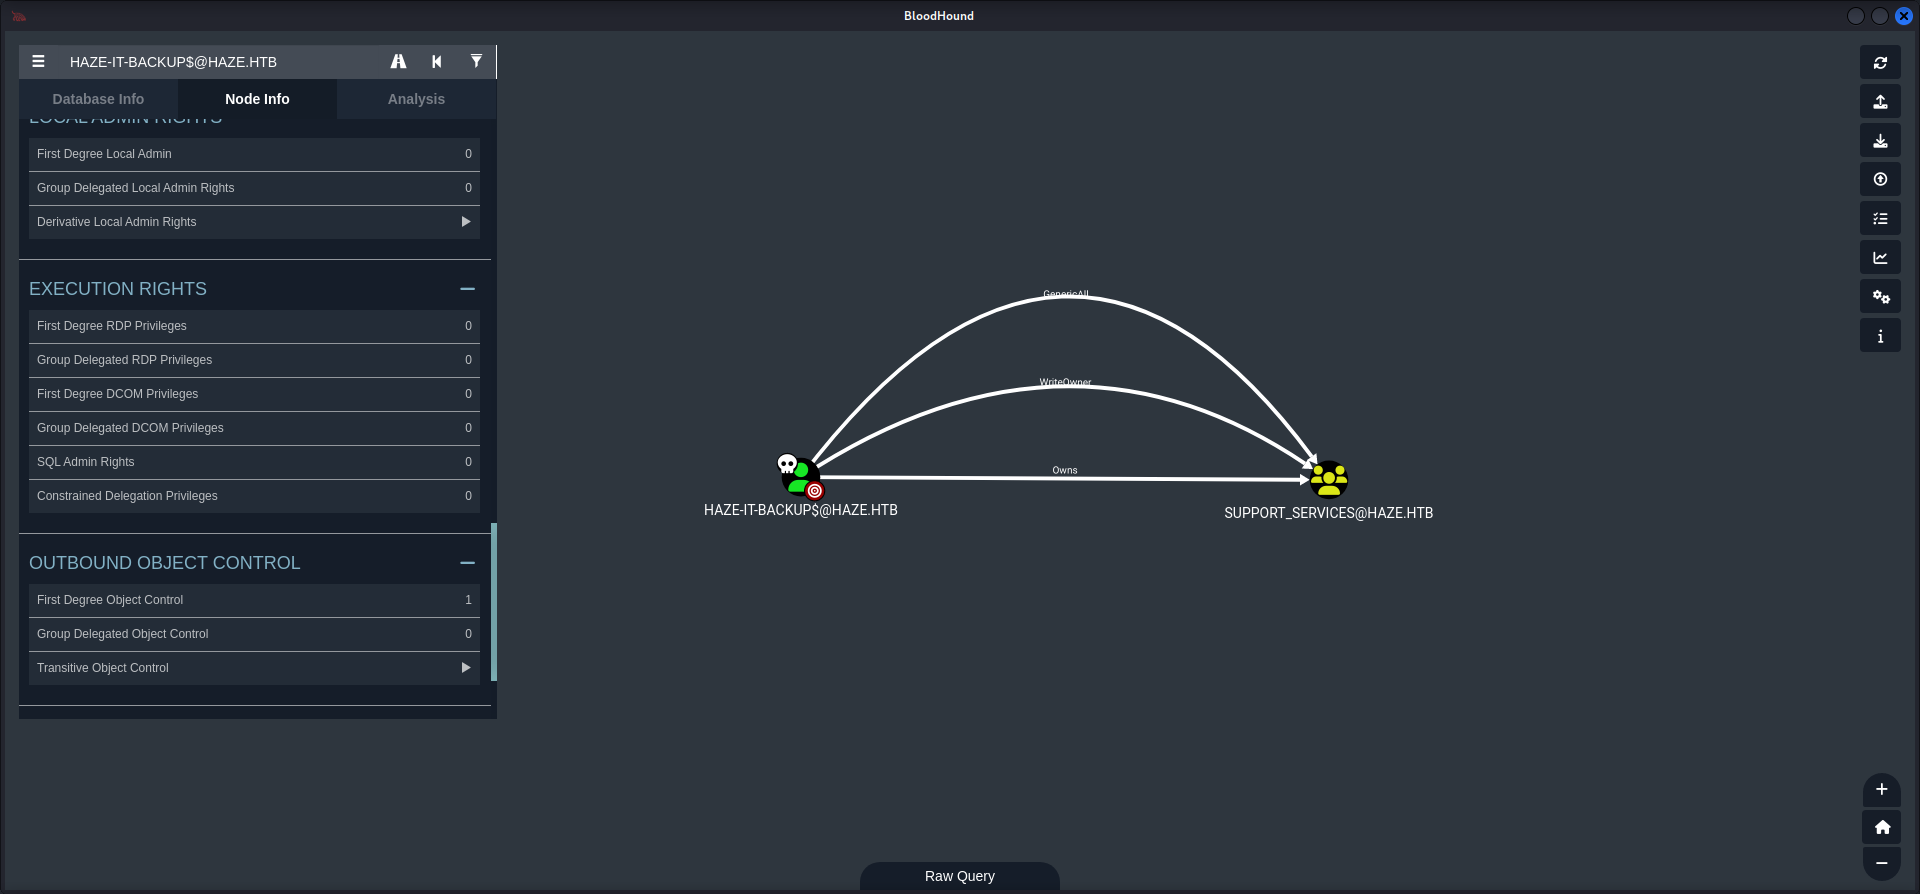 BloodHound
HAZE-IT-BACKUP$@HAZE.HTB
Database Info
Node Info
Analysis
LOCAL ADMIN RIGHTS
First Degree Local Admin 0
Group Delegated Local Admin Rights 0
Derivative Local Admin Rights
EXECUTION RIGHTS
First Degree RDP Privileges 0
Group Delegated RDP Privileges 0
First Degree DCOM Privileges 0
Group Delegated DCOM Privileges 0
SQL Admin Rights 0
Constrained Delegation Privileges 0
OUTBOUND OBJECT CONTROL
First Degree Object Control 1
Group Delegated Object Control 0
Transitive Object Control
GenericAll
WriteOwner
Owns
HAZE-IT-BACKUP$@HAZE.HTB
SUPPORT_SERVICES@HAZE.HTB
Raw Query